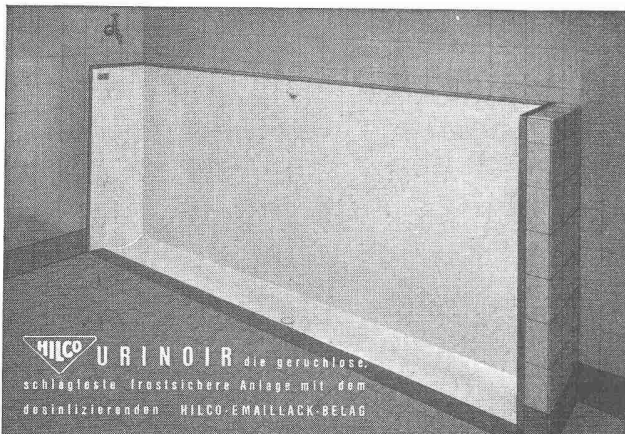 HILCO URINOIR die geruchlose,
schlagfeste frostsichere Anlage mit dem
desinfizierenden HILCO-EMAILLACK-BELAG